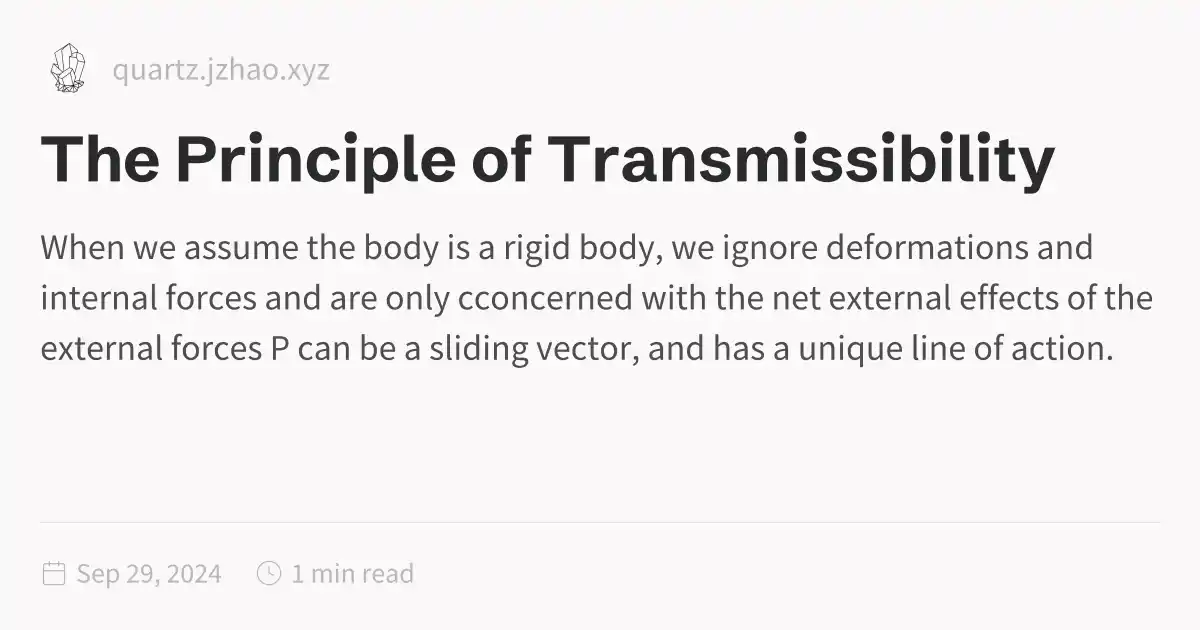 quartz.jzhao.xyz
The Principle of Transmissibility
When we assume the body is a rigid body, we ignore deformations and
internal forces and are only cconcerned with the net external effects of the
external forces P can be a sliding vector, and has a unique line of action.
Sep 29, 2024 1 min read